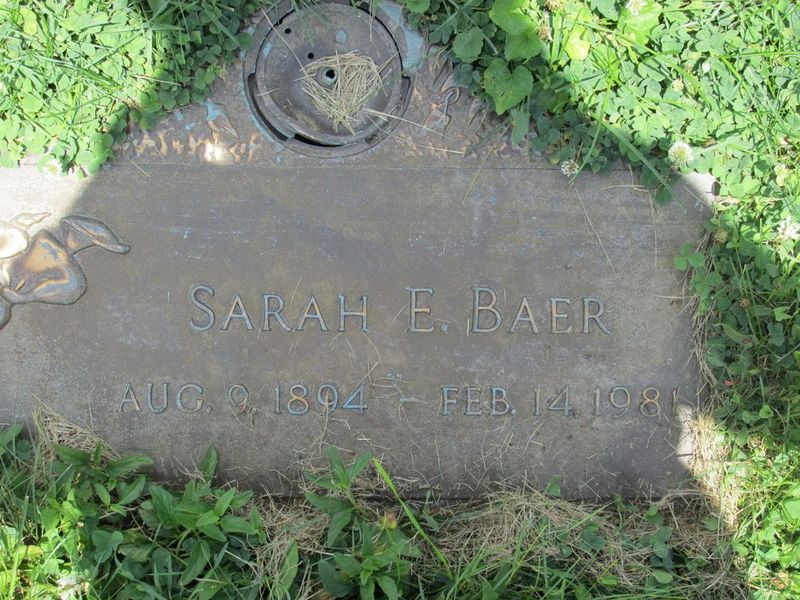 SARAH E. BAER
AUG. 9, 1894 - FEB. 14, 1981